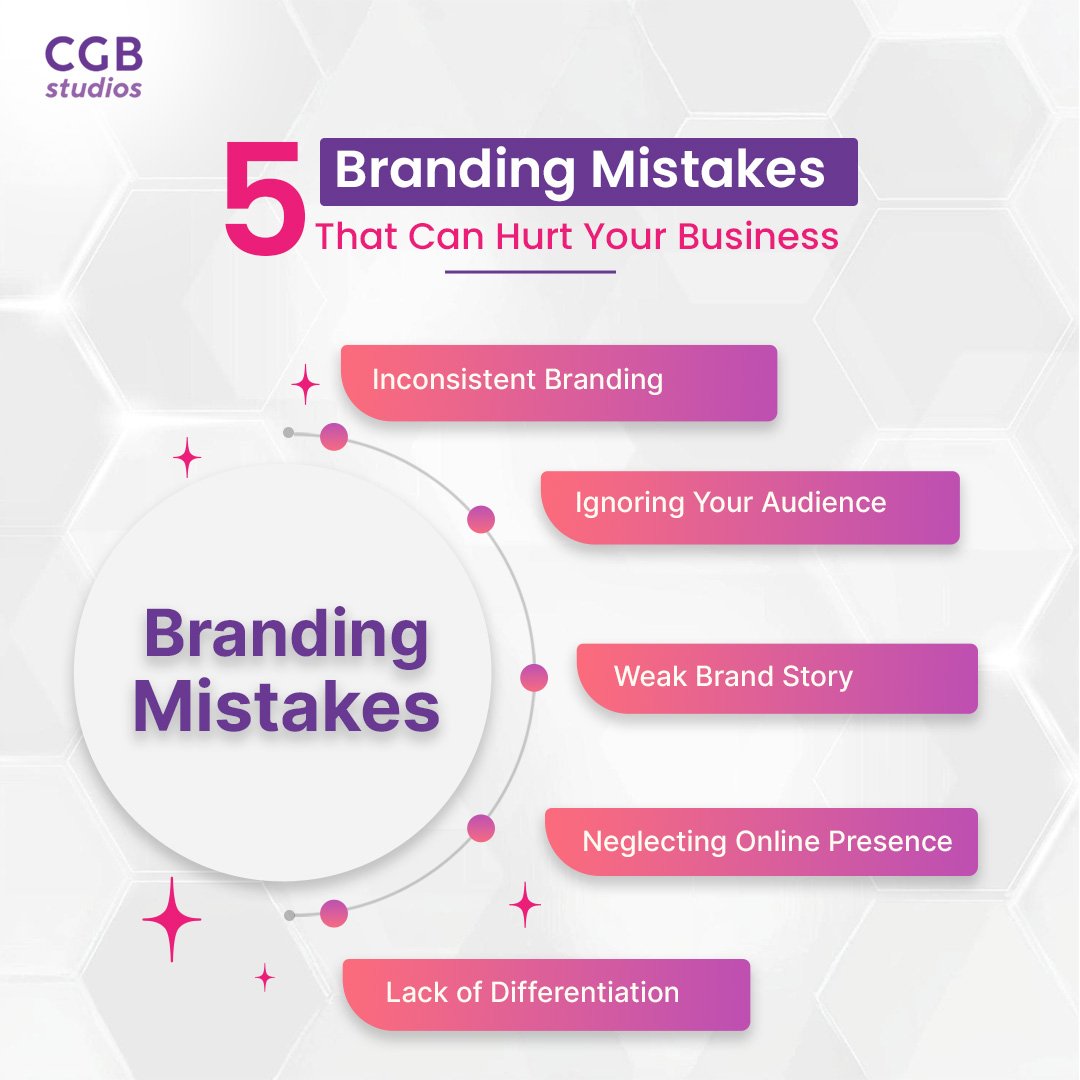 CGB
studios
5 Branding Mistakes
That Can Hurt Your Business
Inconsistent Branding
Ignoring Your Audience
Branding
Mistakes
Weak Brand Story
Neglecting Online Presence
Lack of Differentiation